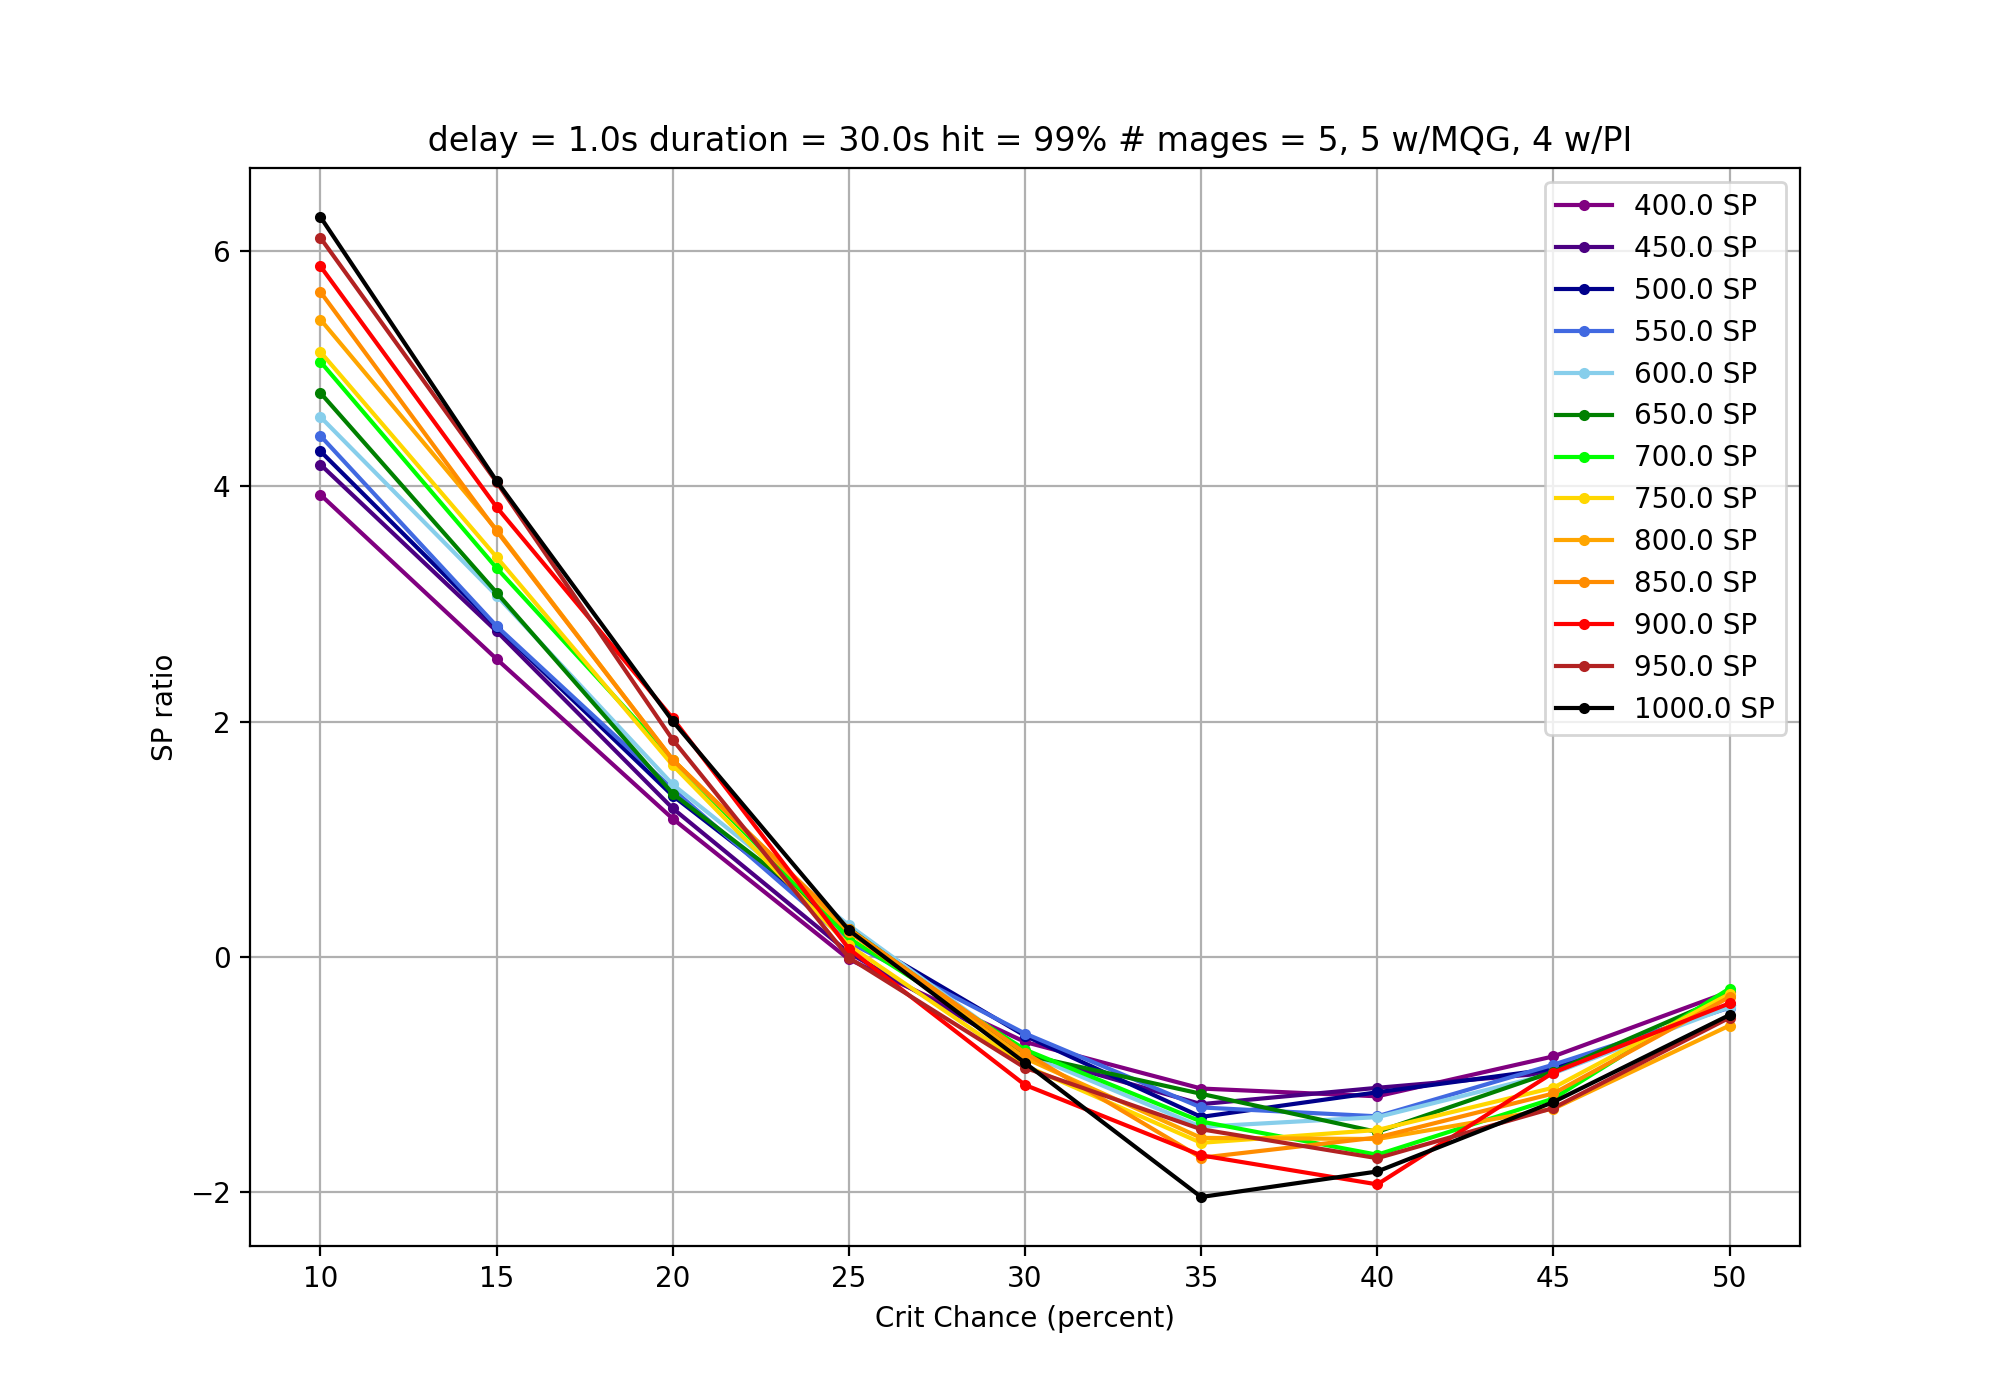 delay = 1.0s duration = 30.0s hit = 99% # mages = 5, 5 w/MQG, 4 w/PI
400.0 SP
450.0 SP
500.0 SP
550.0 SP
600.0 SP
650.0 SP
700.0 SP
750.0 SP
800.0 SP
850.0 SP
900.0 SP
950.0 SP
1000.0 SP
SP ratio
6
4
2
0
−2
10 15 20 25 30 35 40 45 50
Crit Chance (percent)